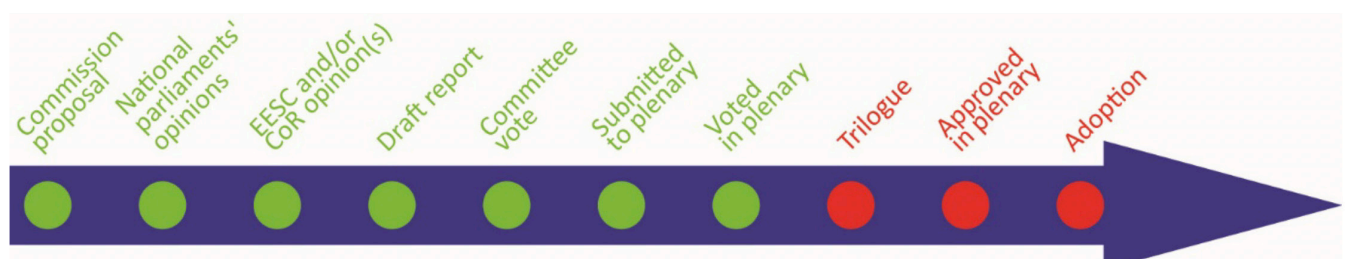 Commission
proposal
National
parliaments'
opinions
EESC and/or
CoR opinion(s)
Draft report
Committee
vote
Submitted
to plenary
Voted
in plenary
Trilogue
Approved
in plenary
Adoption